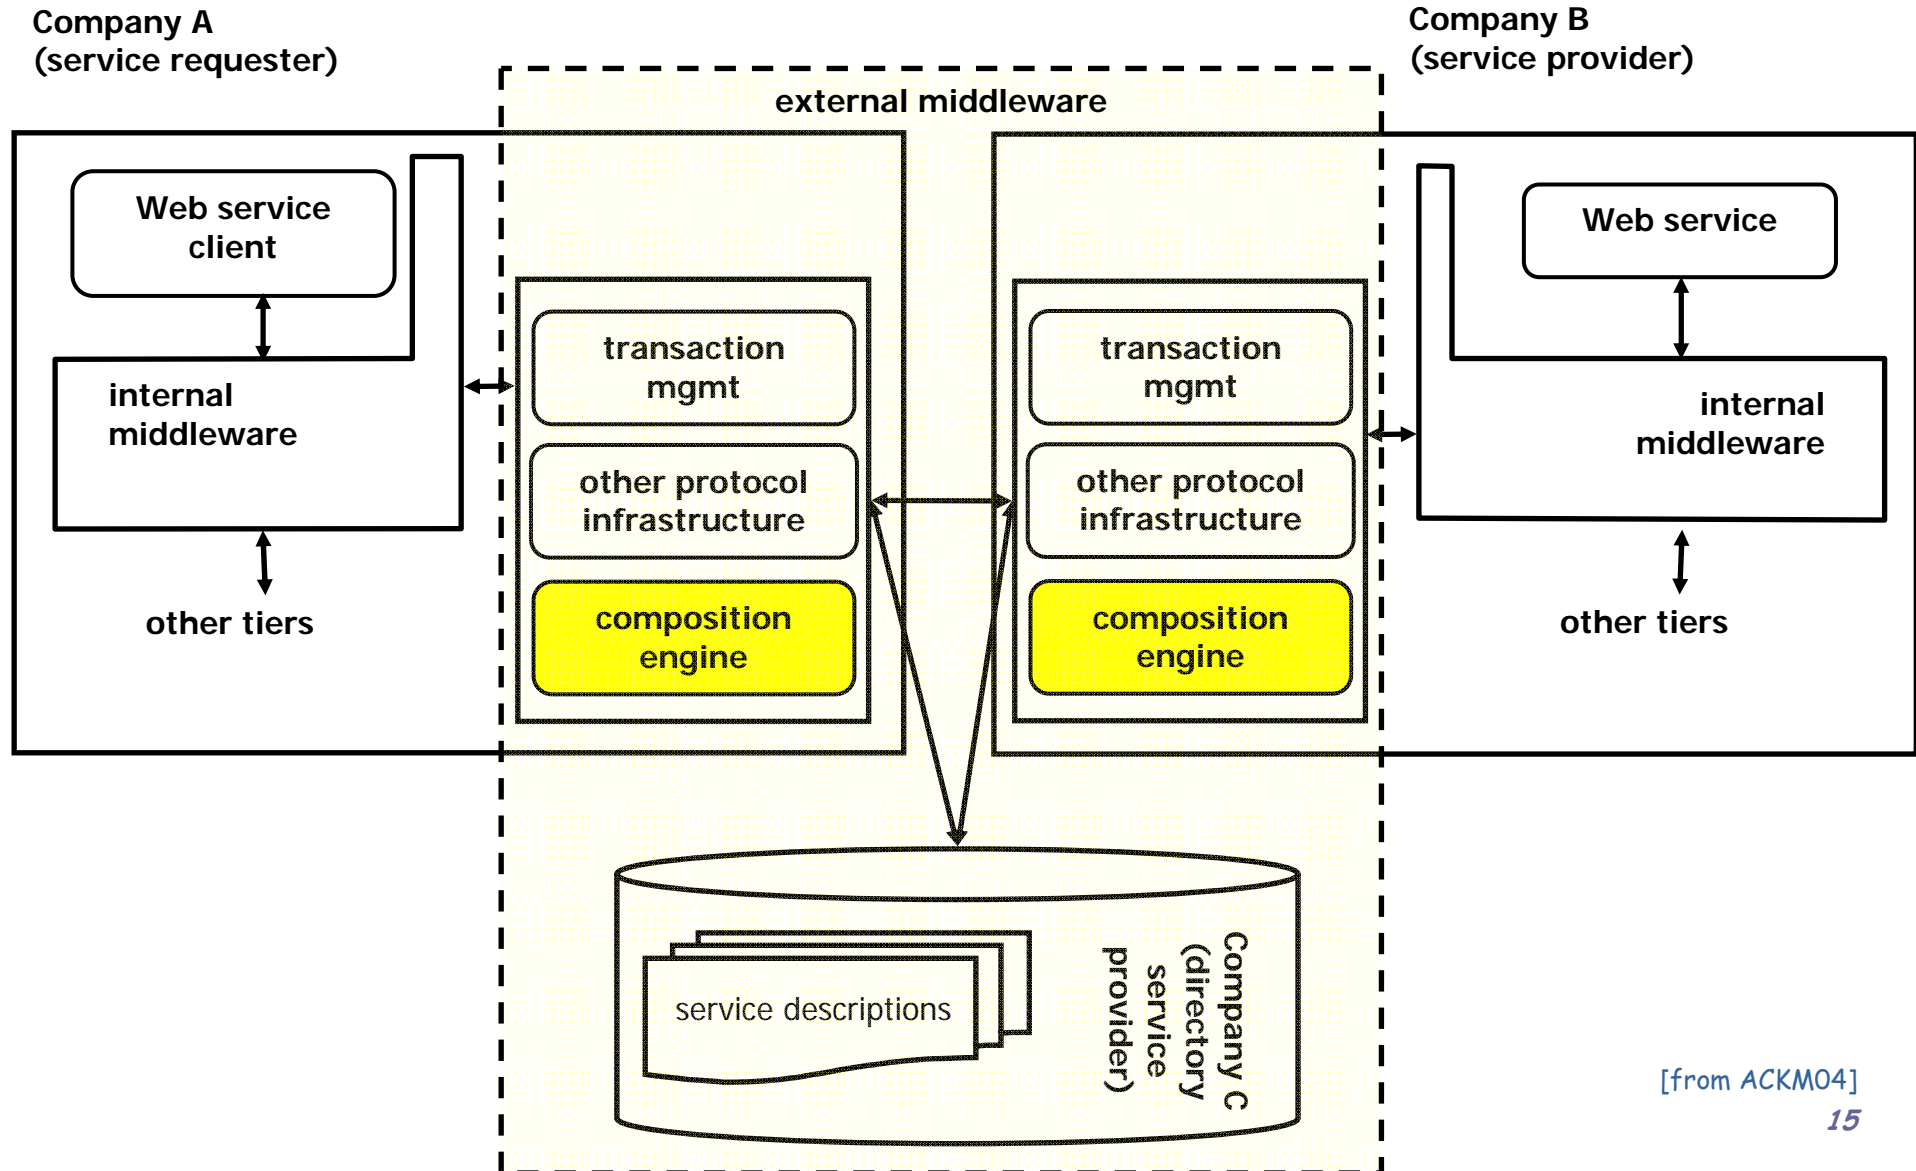 Company A
(service requester)
Company B
(service provider)
external middleware
Web service
client
internal
middleware
other tiers
transaction
mgmt
other protocol
infrastructure
composition
engine
transaction
mgmt
other protocol
infrastructure
composition
engine
Web service
internal
middleware
other tiers
service descriptions
Company C
(directory
service
provider)
[from ACKM04]
15